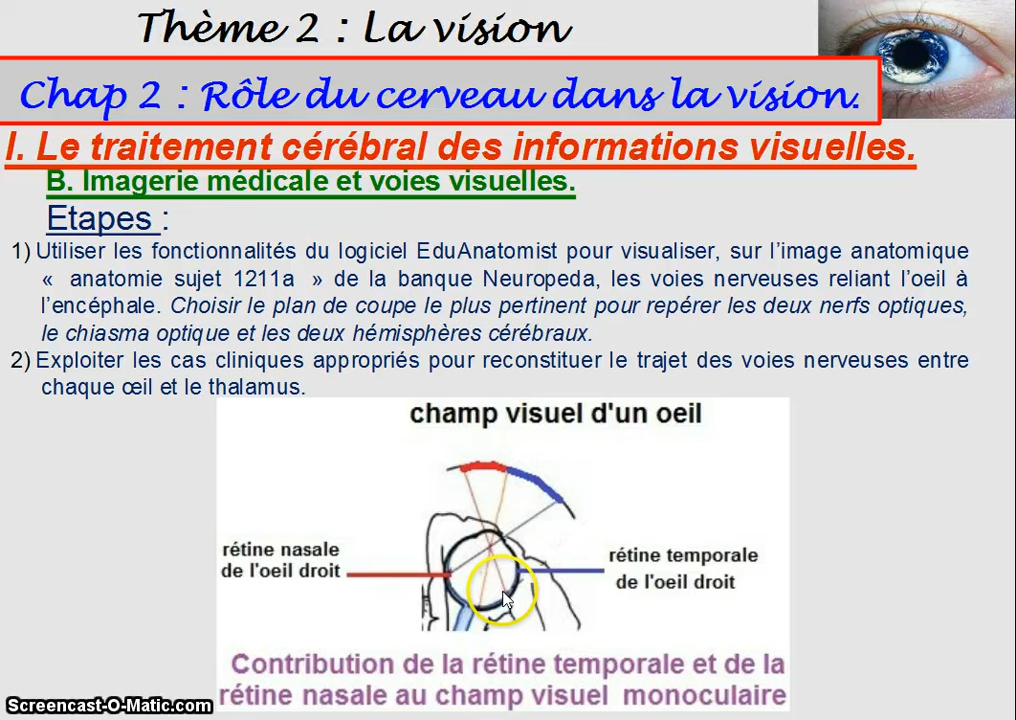 Thème 2 : La vision
Chap 2 : Rôle du cerveau dans la vision.
I. Le traitement cérébral des informations visuelles.
B. Imagerie médicale et voies visuelles.
Etapes :
1) Utiliser les fonctionnalités du logiciel EduAnatomist pour visualiser, sur l'image anatomique
« anatomie sujet 1211a » de la banque Neuropeda, les voies nerveuses reliant l'oeil à
l'encéphale. Choisir le plan de coupe le plus pertinent pour repérer les deux nerfs optiques,
le chiasma optique et les deux hémisphères cérébraux.
2) Exploiter les cas cliniques appropriés pour reconstituer le trajet des voies nerveuses entre
chaque œil et le thalamus.
champ visuel d'un oeil
rétine nasale
de l'oeil droit
rétine temporale
de l'oeil droit
Contribution de la rétine temporale et de la
rétine nasale au champ visuel monoculaire
Screencast-O-Matic.com